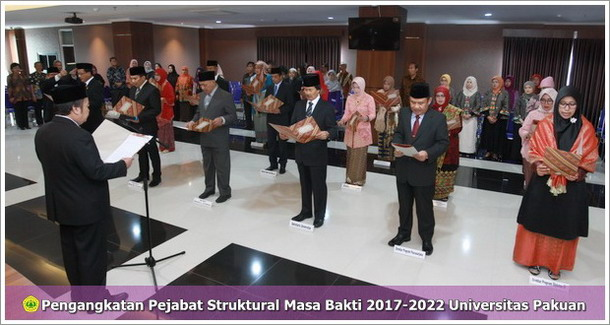 Pengangkatan Pejabat Struktural Masa Bakti 2017-2022 Universitas Pakuan